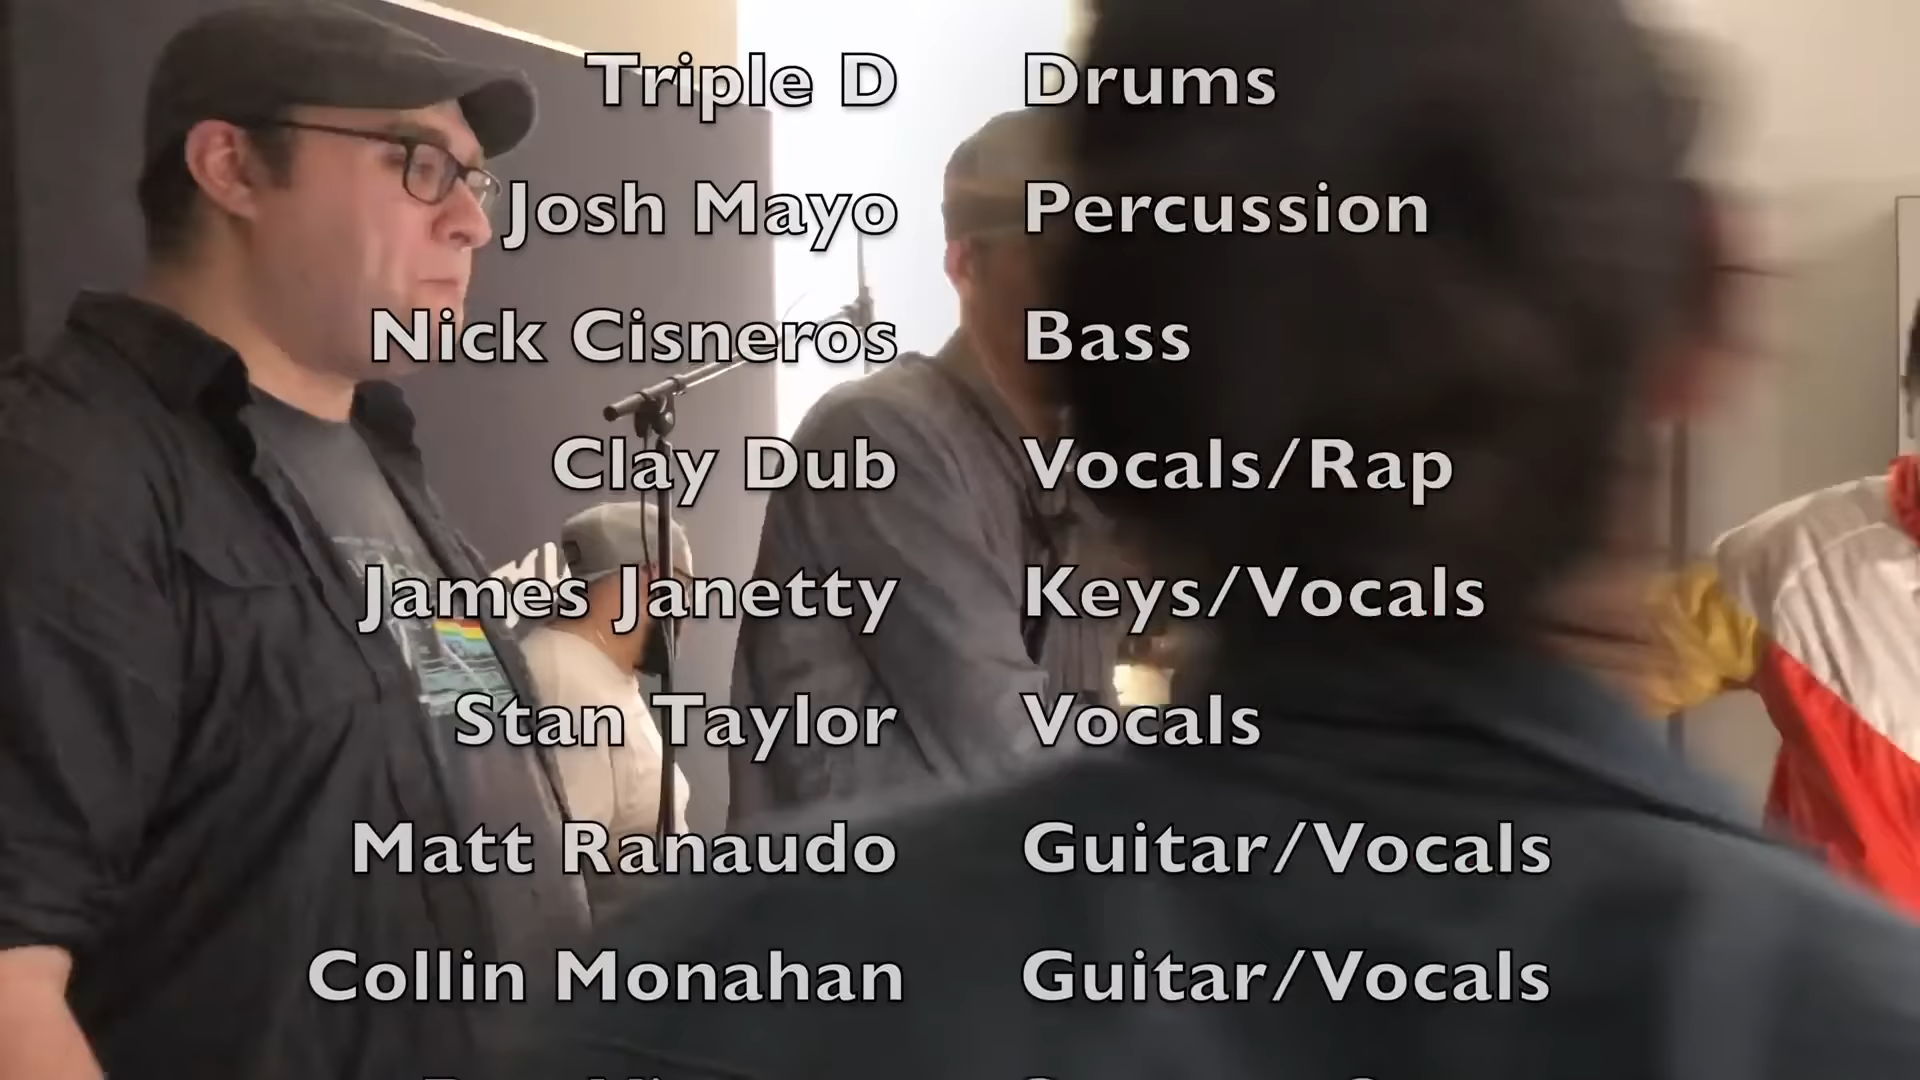 Triple D Drums
Josh Mayo Percussion
Nick Cisneros Bass
Clay Dub Vocals/Rap
James Janetty Keys/Vocals
Stan Taylor Vocals
Matt Ranaudo Guitar/Vocals
Collin Monahan Guitar/Vocals